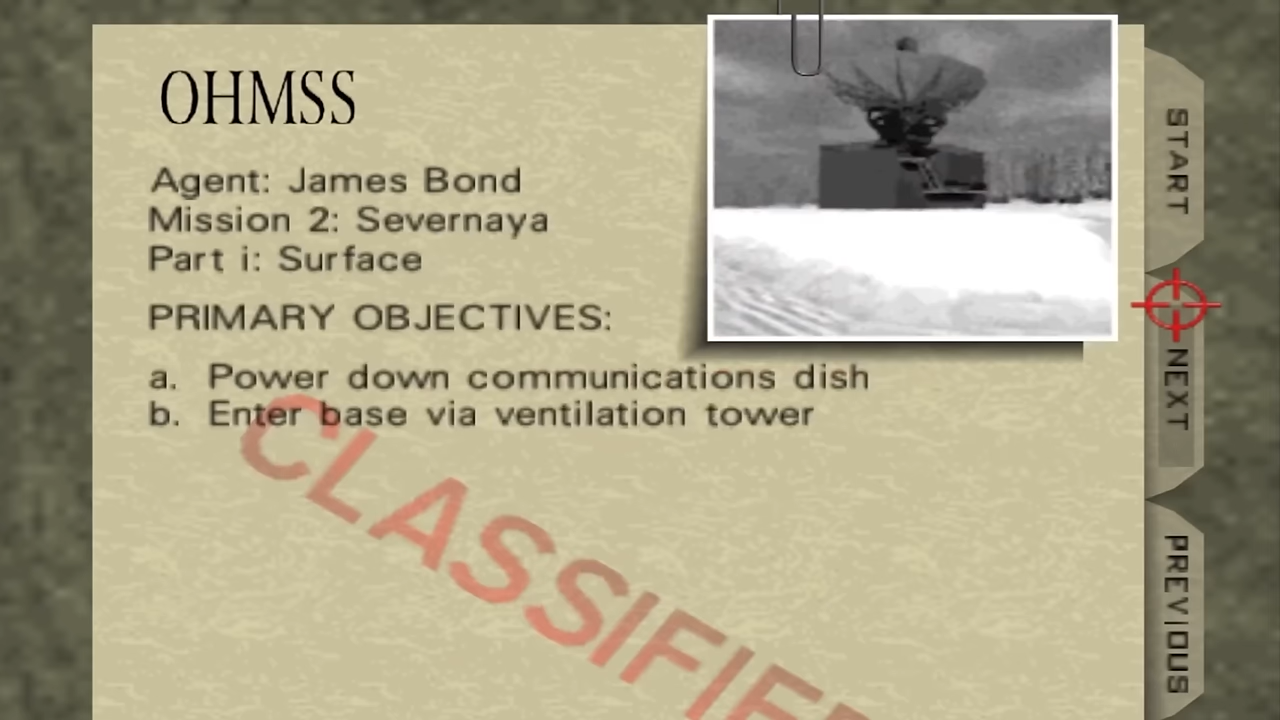 OHMSS
Agent: James Bond
Mission 2: Severnaya
Part i: Surface
PRIMARY OBJECTIVES:
a. Power down communications dish
b. Enter base via ventilation tower
CLASSIFIE
START
NEXT
PREVIOUS